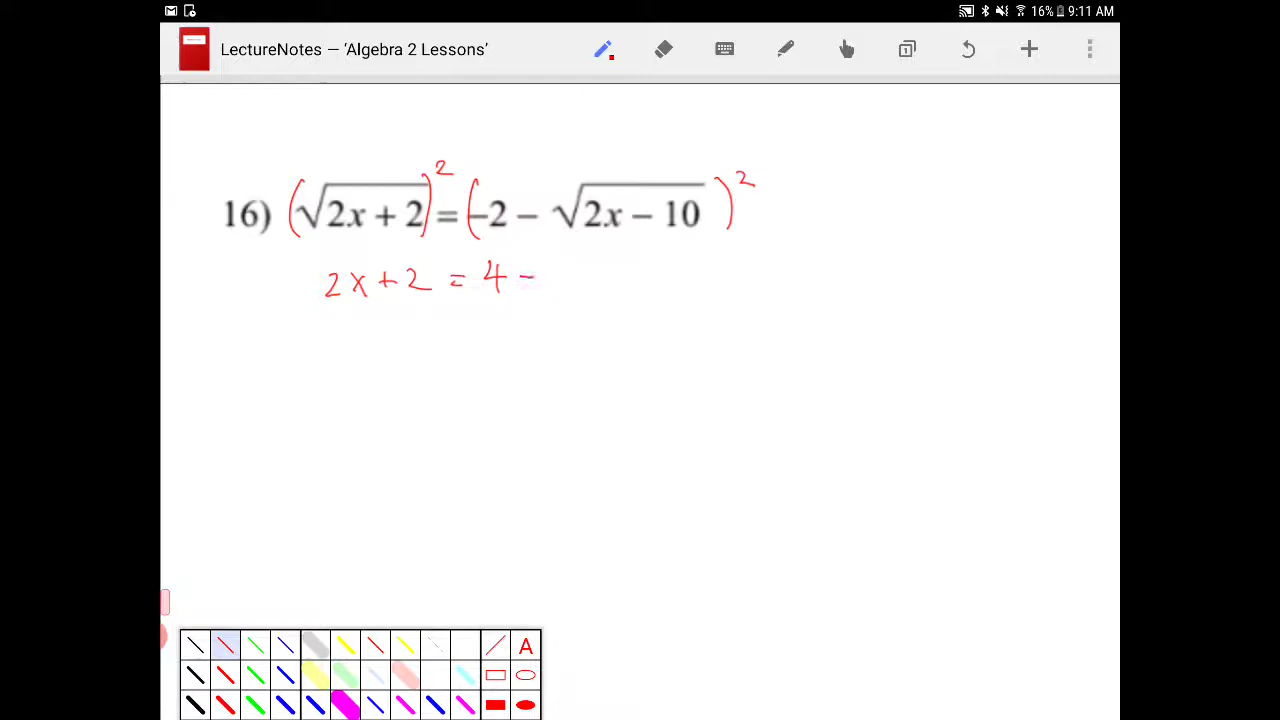 16% 9:11 AM
LectureNotes — ‘Algebra 2 Lessons’
1
16) (√2x + 2)² = (−2 − √2x − 10)²
2x + 2 = 4 −
A